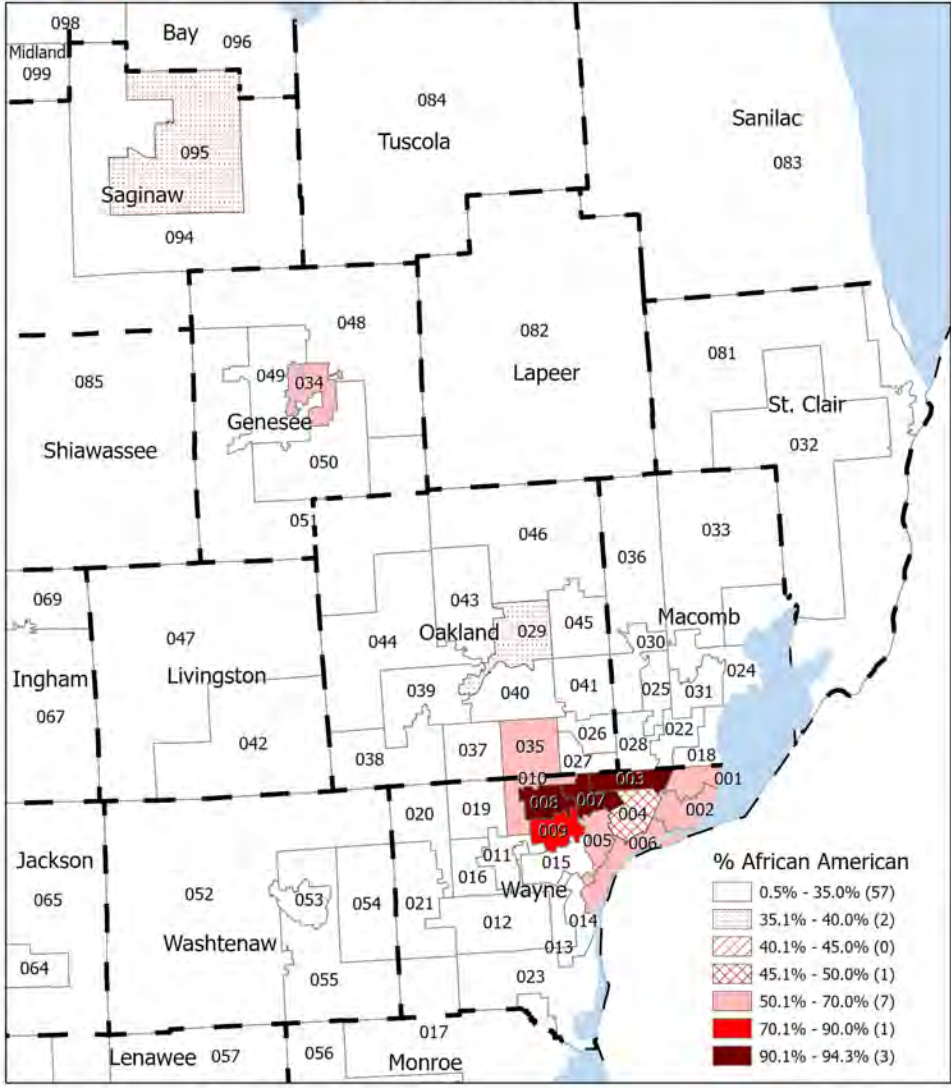 098
Bay
096
Midland
099
084
Sanilac
Tuscola
095
083
Saginaw
094
048
082
081
085
049
034
Lapeer
St. Clair
Genesee
032
Shiawassee
050
051
046
033
036
069
043
Macomb
047
044
Oakland
029
045
030
Ingham
Livingston
024
067
039
040
041
025
031
042
026
022
038
037
035
028
018
027
010
003
001
008
007
020
019
004
002
009
005
006
Jackson
011
015
% African American
065
052
016
Wayne
0.5% - 35.0% (57)
053
054
021
012
014
35.1% - 40.0% (2)
Washtenaw
013
40.1% - 45.0% (0)
064
055
023
45.1% - 50.0% (1)
50.1% - 70.0% (7)
017
70.1% - 90.0% (1)
Lenawee
057
056
Monroe
90.1% - 94.3% (3)